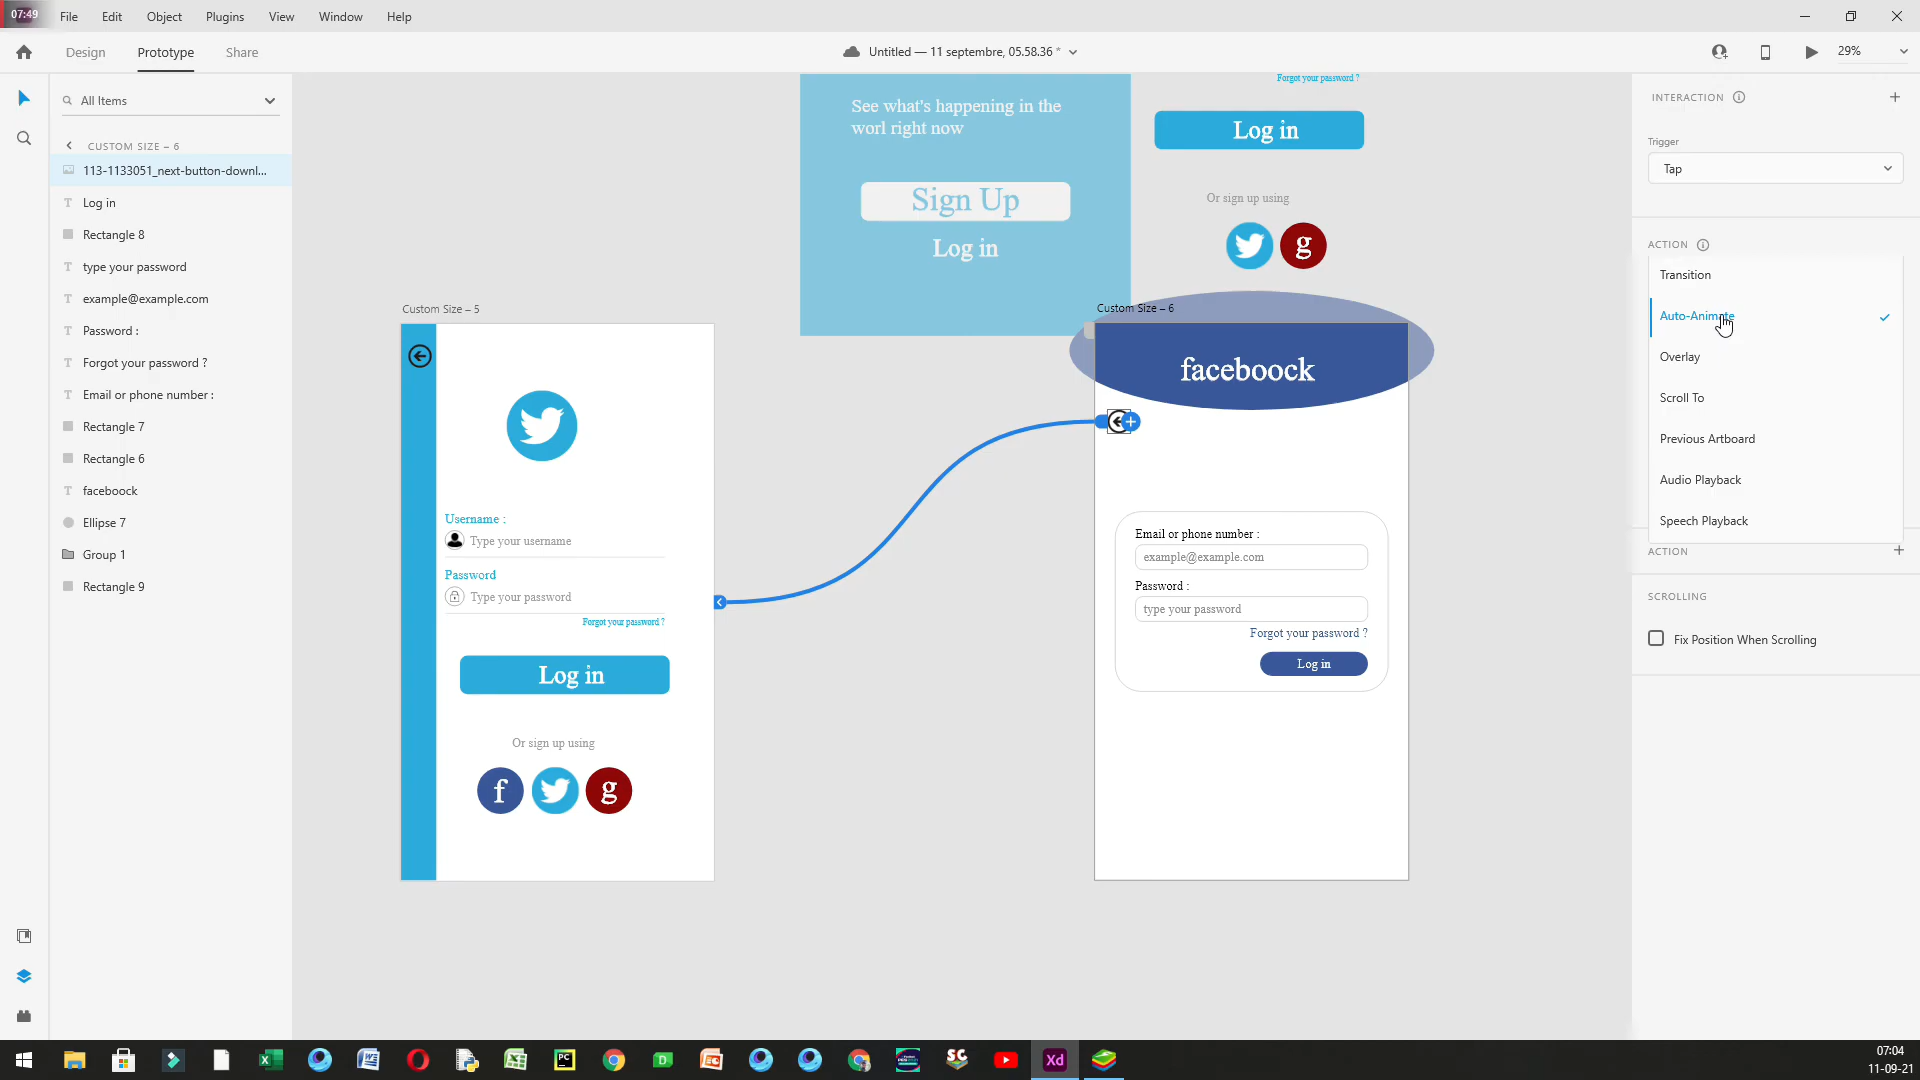 07:49
File Edit Object Plugins View Window Help
Design Prototype Share
Untitled — 11 septembre, 05.58.36 *
29%
All Items
CUSTOM SIZE – 6
113-1133051_next-button-downl...
Log in
Rectangle 8
type your password
example@example.com
Password :
Forgot your password ?
Email or phone number :
Rectangle 7
Rectangle 6
faceboock
Ellipse 7
Group 1
Rectangle 9
See what's happening in the
worl right now
Sign Up
Log in
Forgot your password ?
Log in
Or sign up using
g
Custom Size – 5
Username :
Type your username
Password
Type your password
Forgot your password ?
Log in
Or sign up using
f
g
Custom Size – 6
faceboock
Email or phone number :
example@example.com
Password :
type your password
Forgot your password ?
Log in
INTERACTION
Trigger
Tap
ACTION
Transition
Auto-Animate
Overlay
Scroll To
Previous Artboard
Audio Playback
Speech Playback
ACTION
SCROLLING
Fix Position When Scrolling
PC
D
SC
Xd
07:04
11-09-21